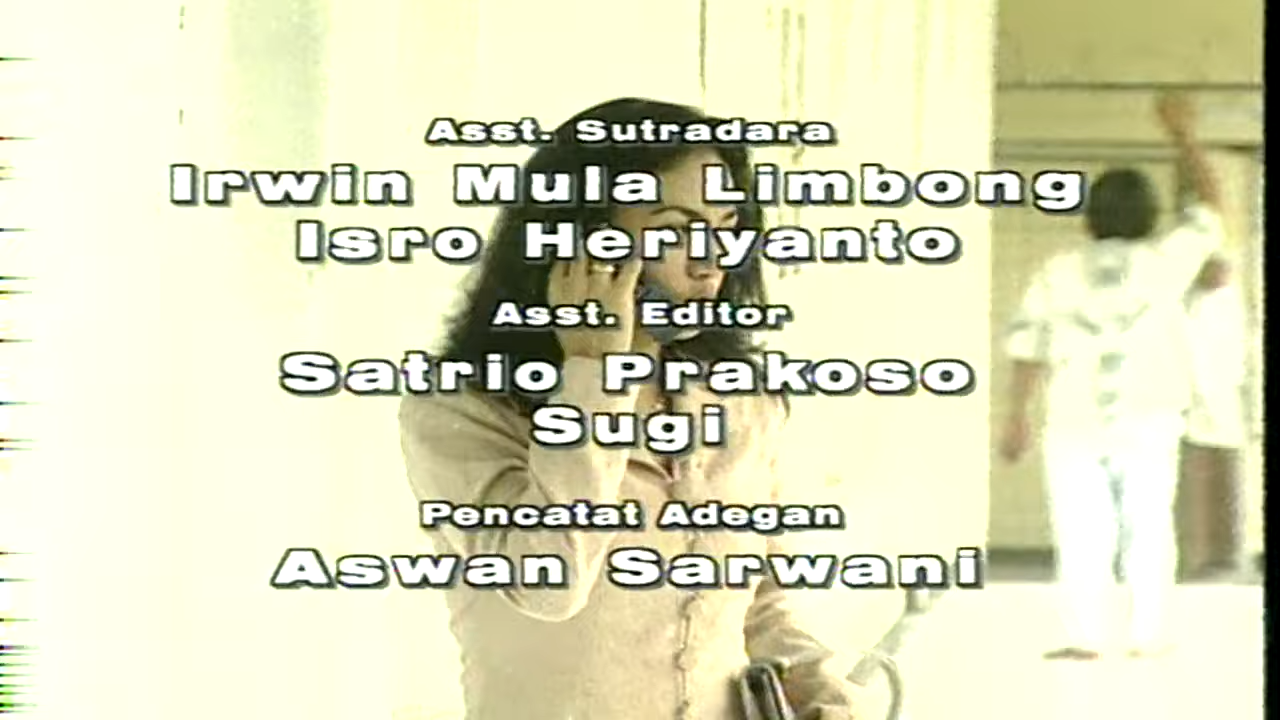 Asst. Sutradara
Irwin Mula Limbong
Isro Heriyanto
Asst. Editor
Satrio Prakoso
Sugi
Pencatat Adegan
Aswan Sarwani